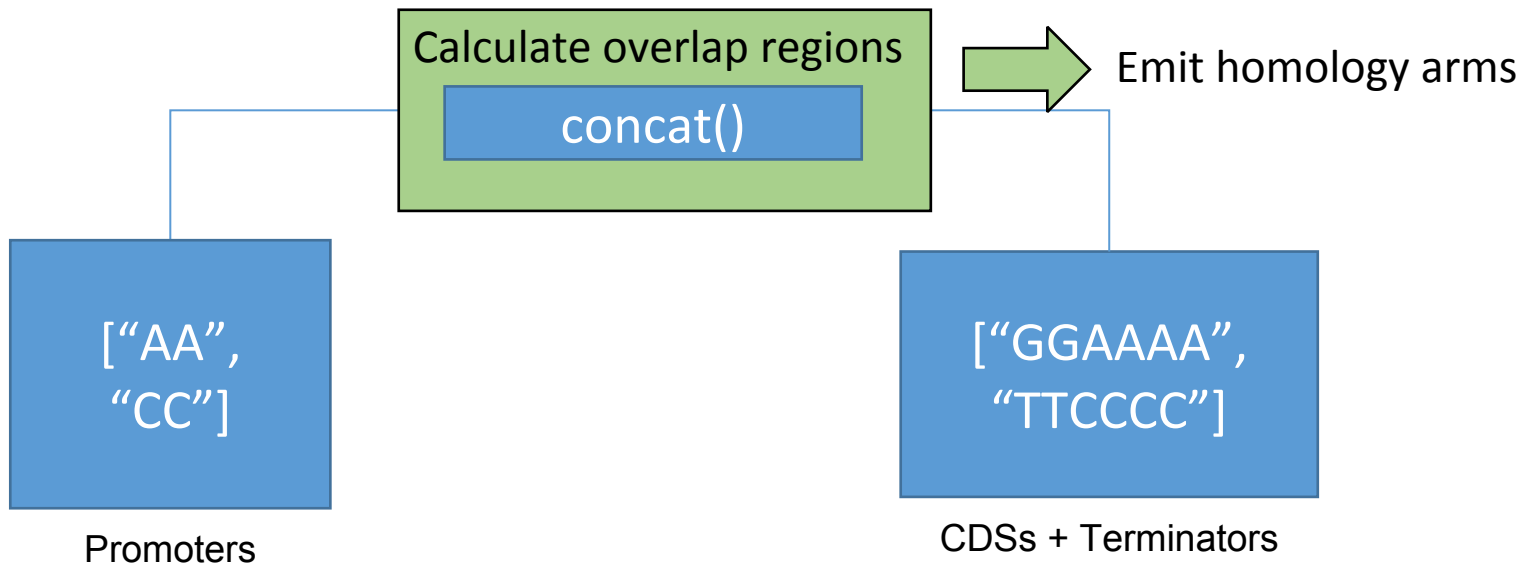 Calculate overlap regions
Emit homology arms
concat()
[“AA”,
“CC”]
[“GGAAAA”,
“TTCCCC”]
Promoters
CDSs + Terminators